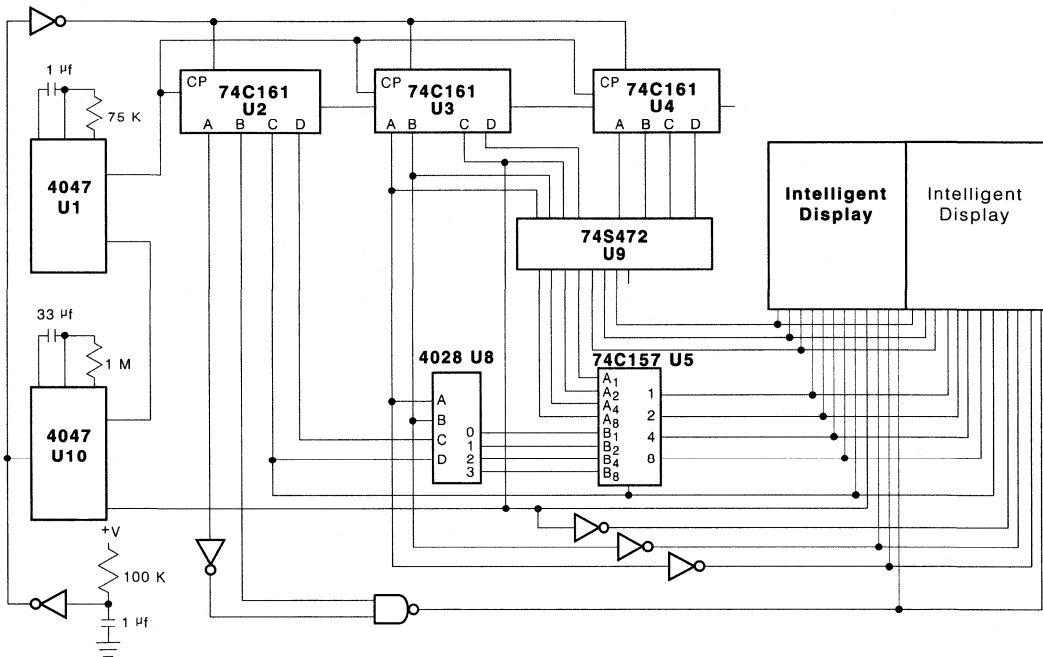 1 µf
75 K
4047
U1
33 µf
1 M
4047
U10
+V
100 K
1 µf
CP
74C161
U2
A B C D
CP
74C161
U3
A B C D
CP
74C161
U4
A B C D
74S472
U9
4028 U8
A
B
C
D
0
1
2
3
74C157 U5
A1
A2
A4
A8
B1
B2
B4
B8
1
2
4
8
Intelligent
Display
Intelligent
Display